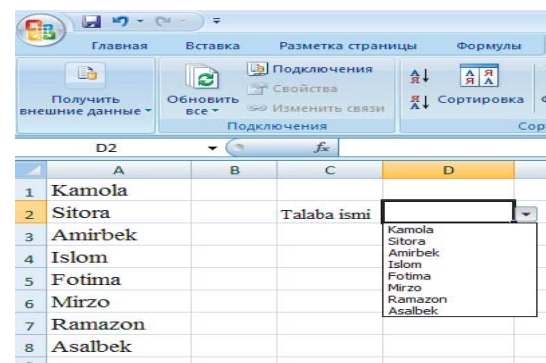 Главная Вставка Разметка страницы Формулы
Получить внешние данные
Обновить все
Подключения
Свойства
Изменить связи
Подключения
А Я
Я А
А Я
Я А
Сортировка
Сор
D2 fx
A B C D
1 Kamola
2 Sitora Talaba ismi
3 Amirbek
4 Islom
5 Fotima
6 Mirzo
7 Ramazon
8 Asalbek
Kamola
Sitora
Amirbek
Islom
Fotima
Mirzo
Ramazon
Asalbek